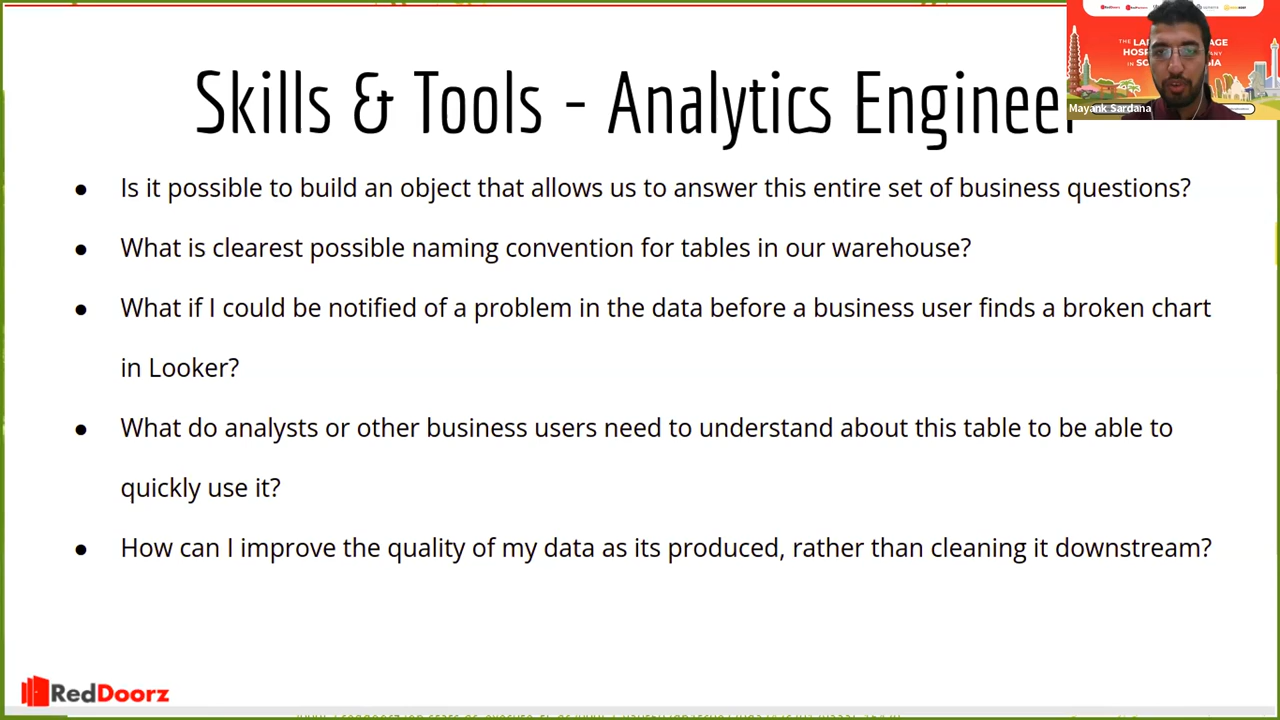 Skills & Tools - Analytics Engineer
Mayank Sardana
• Is it possible to build an object that allows us to answer this entire set of business questions?
• What is clearest possible naming convention for tables in our warehouse?
• What if I could be notified of a problem in the data before a business user finds a broken chart
in Looker?
• What do analysts or other business users need to understand about this table to be able to
quickly use it?
• How can I improve the quality of my data as its produced, rather than cleaning it downstream?
RedDoorz